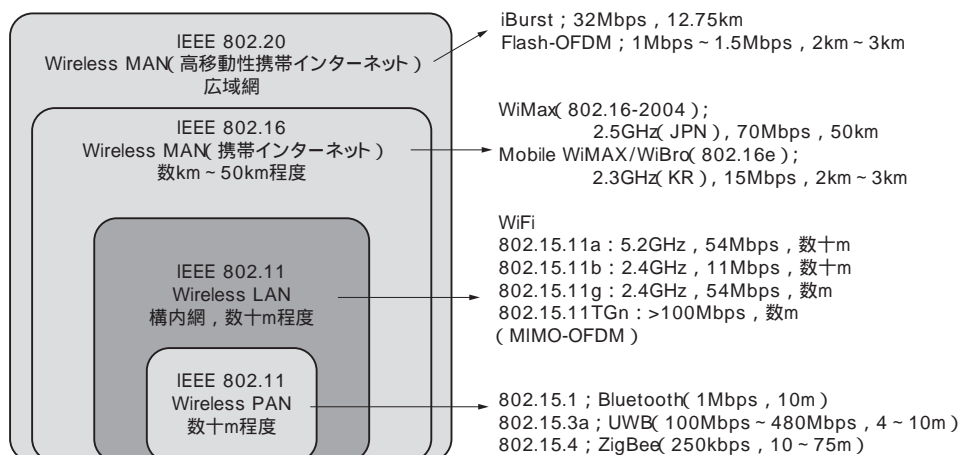 IEEE 802.20
Wireless MAN(高移動性携帯インターネット)
広域網
IEEE 802.16
Wireless MAN(携帯インターネット)
数km~50km程度
IEEE 802.11
Wireless LAN
構内網,数十m程度
IEEE 802.11
Wireless PAN
数十m程度
iBurst;32Mbps,12.75km
Flash-OFDM;1Mbps~1.5Mbps,2km~3km
WiMax(802.16-2004);
2.5GHz(JPN),70Mbps,50km
Mobile WiMAX/WiBro(802.16e);
2.3GHz(KR),15Mbps,2km~3km
WiFi
802.15.11a:5.2GHz,54Mbps,数十m
802.15.11b:2.4GHz,11Mbps,数十m
802.15.11g:2.4GHz,54Mbps,数m
802.15.11TGn:>100Mbps,数m
(MIMO-OFDM)
802.15.1;Bluetooth(1Mbps,10m)
802.15.3a;UWB(100Mbps~480Mbps,4~10m)
802.15.4;ZigBee(250kbps,10~75m)